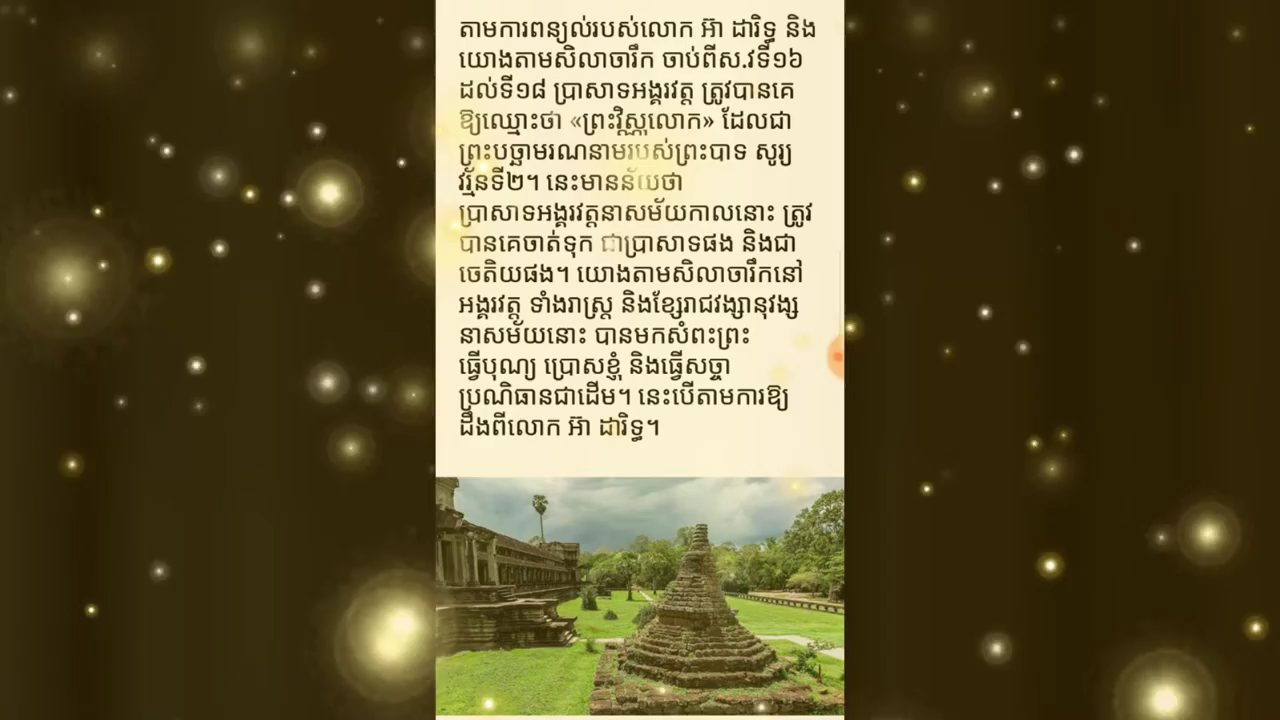 តាមការពន្យល់របស់លោក អ៊ា ដារិទ្ធ និង
យោងតាមសិលាចារឹក ចាប់ពីស.វទី១៦
ដល់ទី១៨ ប្រាសាទអង្គរវត្ត ត្រូវបានគេ
ឱ្យឈ្មោះថា «ព្រះវិស្ណុលោក» ដែលជា
ព្រះបច្ឆាមរណនាមរបស់ព្រះបាទ សូរ្យ
វរ្ម័នទី២។ នេះមានន័យថា
ប្រាសាទអង្គរវត្តនាសម័យកាលនោះ ត្រូវ
បានគេចាត់ទុក ជាប្រាសាទផង និងជា
ចេតិយផង។ យោងតាមសិលាចារឹកនៅ
អង្គរវត្ត ទាំងរាស្ត្រ និងខ្សែរាជវង្សានុវង្ស
នាសម័យនោះ បានមកសំពះព្រះ
ធ្វើបុណ្យ ប្រោសខ្ញុំ និងធ្វើសច្ចា
ប្រណិធានជាដើម។ នេះបើតាមការឱ្យ
ដឹងពីលោក អ៊ា ដារិទ្ធ។